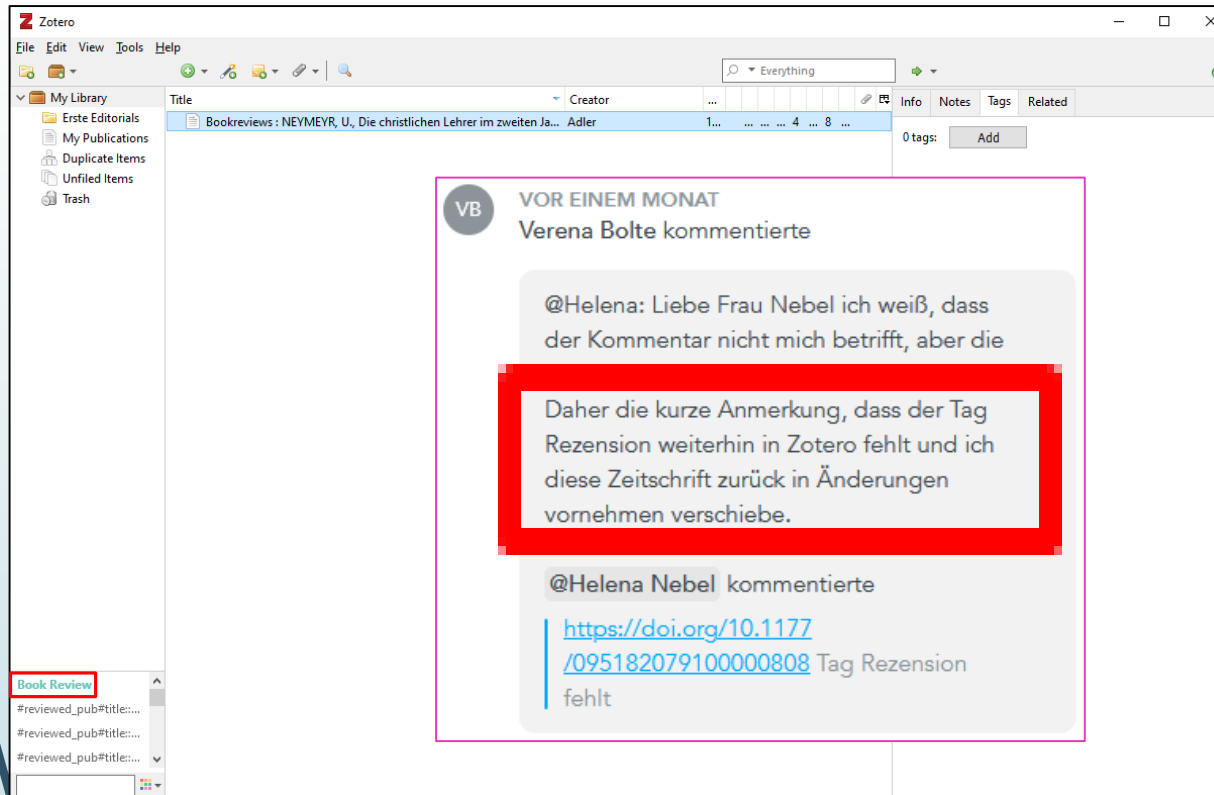 Zotero
File Edit View Tools Help
Everything
My Library
Erste Editorials
My Publications
Duplicate Items
Unfiled Items
Trash
Title Creator ...
Bookreviews : NEYMEYR, U., Die christlichen Lehrer im zweiten Ja... Adler 1... ... ... ... 4 ... 8 ...
Info Notes Tags Related
0 tags: Add
VB
VOR EINEM MONAT
Verena Bolte kommentierte
@Helena: Liebe Frau Nebel ich weiß, dass
der Kommentar nicht mich betrifft, aber die
Daher die kurze Anmerkung, dass der Tag
Rezension weiterhin in Zotero fehlt und ich
diese Zeitschrift zurück in Änderungen
vornehmen verschiebe.
@Helena Nebel kommentierte
https://doi.org/10.1177
/095182079100000808 Tag Rezension
fehlt
Book Review
#reviewed_pub#title::...
#reviewed_pub#title::...
#reviewed_pub#title::...